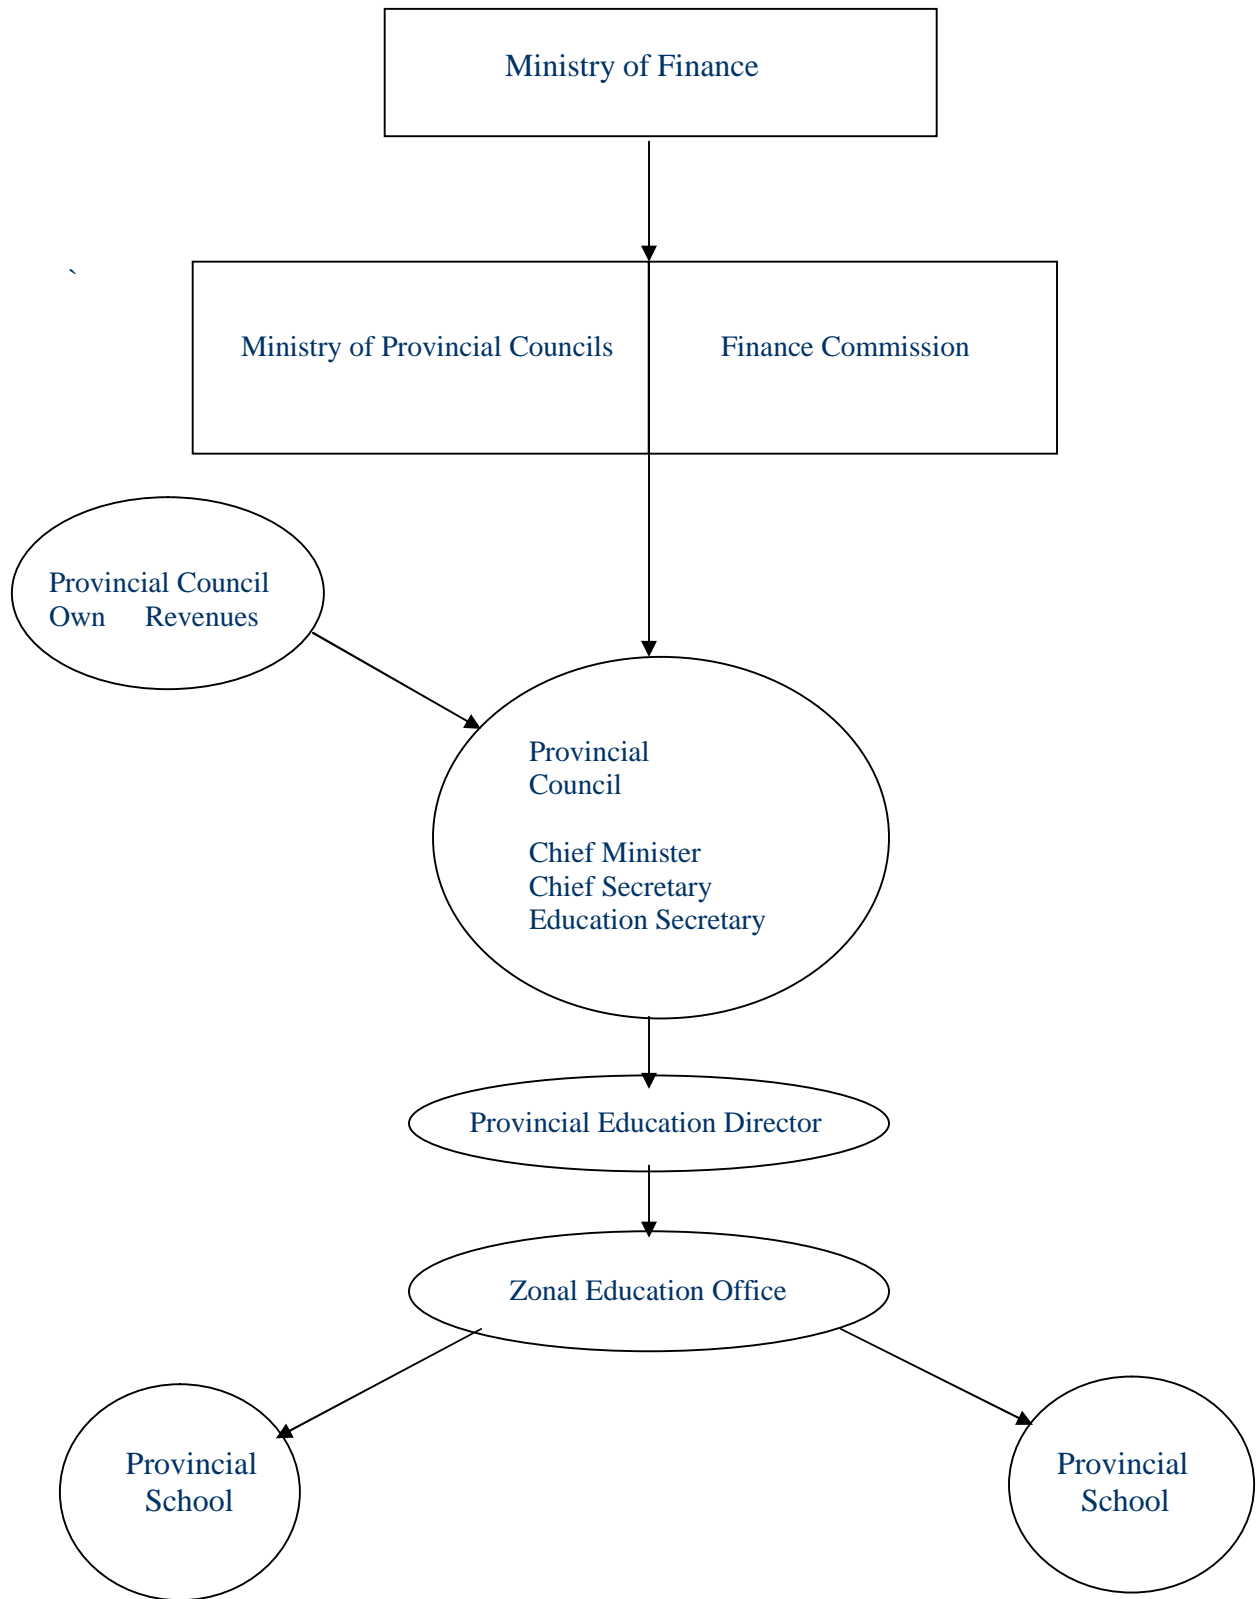 Ministry of Finance
`
Ministry of Provincial Councils
Finance Commission
Provincial Council
Own Revenues
Provincial
Council
Chief Minister
Chief Secretary
Education Secretary
Provincial Education Director
Zonal Education Office
Provincial
School
Provincial
School